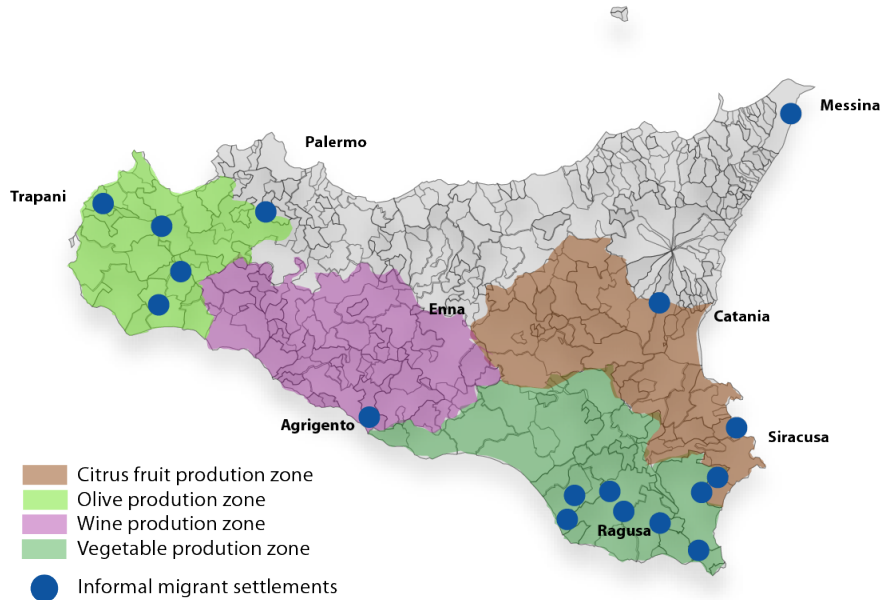 Messina
Palermo
Trapani
Enna
Catania
Agrigento
Siracusa
Ragusa
Citrus fruit prodution zone
Olive prodution zone
Wine prodution zone
Vegetable prodution zone
Informal migrant settlements